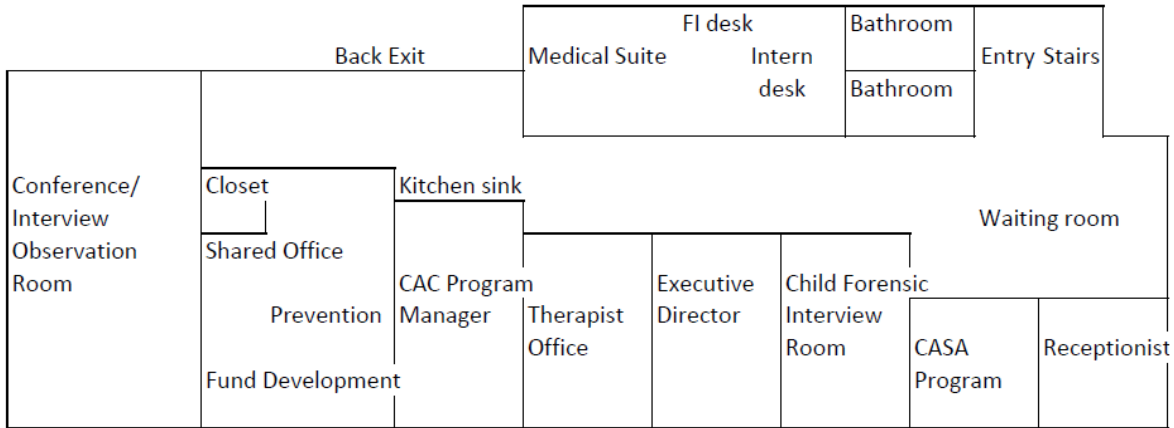 FI desk
Bathroom
Back Exit
Medical Suite
Intern
desk
Entry Stairs
Bathroom
Conference/
Interview
Observation
Room
Closet
Kitchen sink
Waiting room
Shared Office
Prevention
Fund Development
CAC Program
Manager
Therapist
Office
Executive
Director
Child Forensic
Interview
Room
CASA
Program
Receptionist